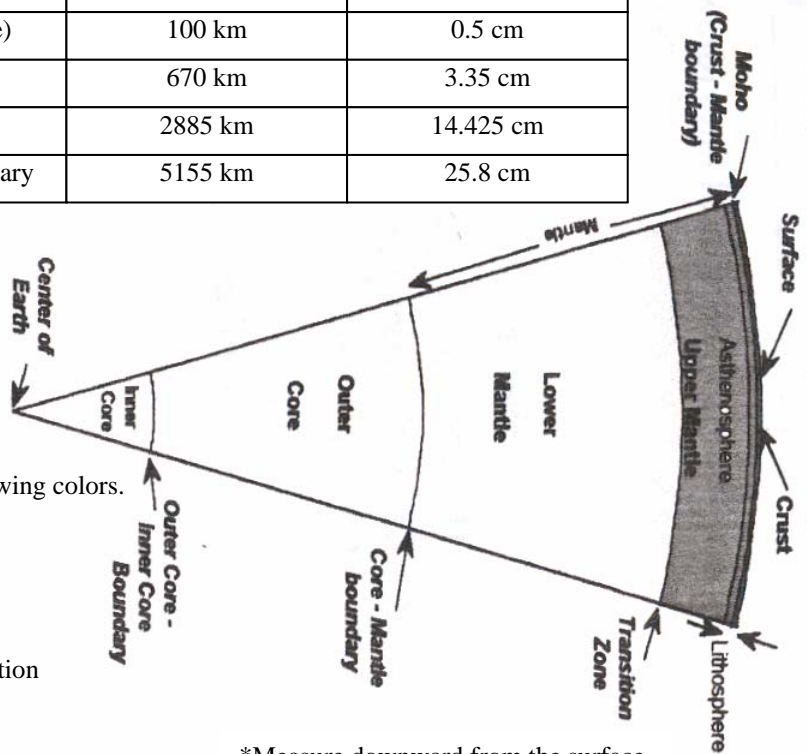 e) 100 km 0.5 cm
670 km 3.35 cm
2885 km 14.425 cm
ary 5155 km 25.8 cm
Moho
(Crust - Mantle
boundary)
Surface
Crust
Mantle
Asthenosphere
Upper Mantle
Lithosphere
Transition
Zone
Lower
Mantle
Core - Mantle
boundary
Outer
Core
Outer Core -
Inner Core
Boundary
Inner
Core
Center of
Earth
wing colors.
tion
*Measure downward from the surface